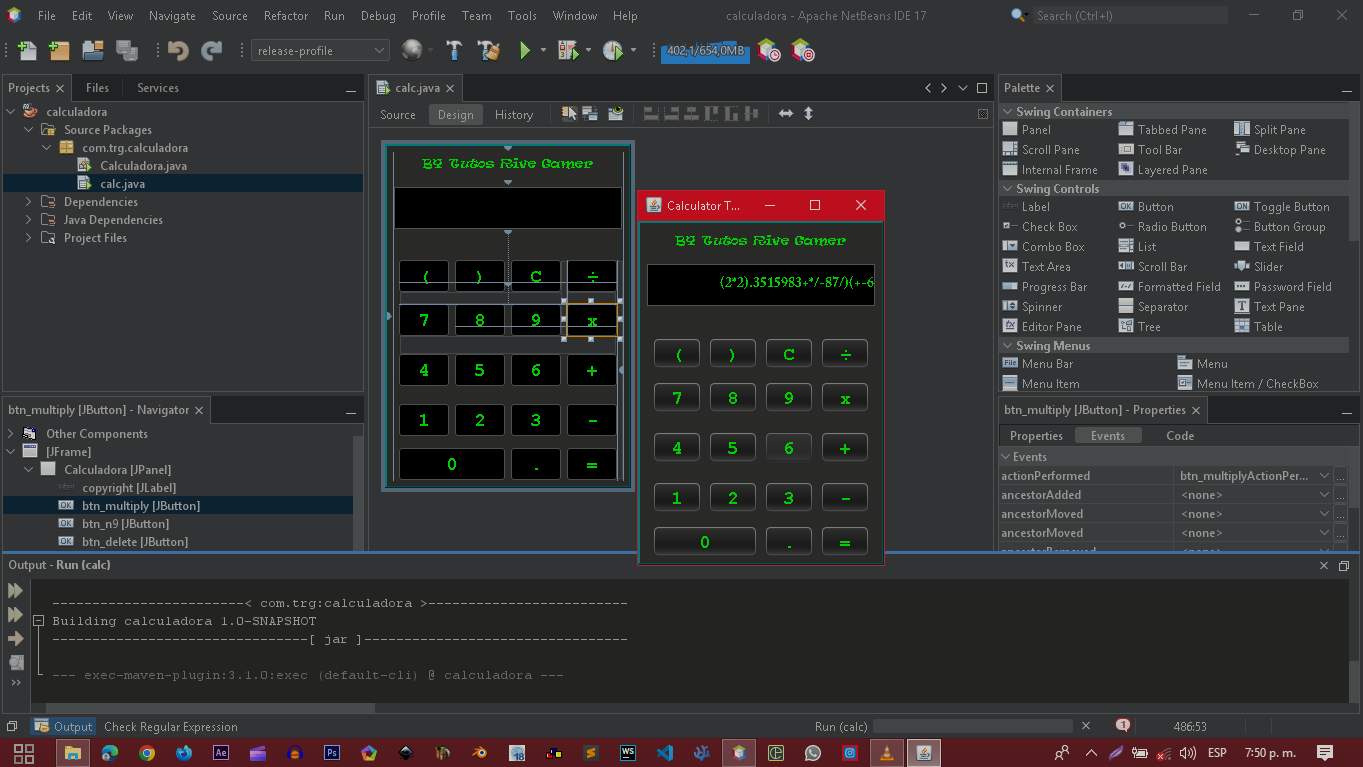 File Edit View Navigate Source Refactor Run Debug Profile Team Tools Window Help
calculadora - Apache NetBeans IDE 17
Search (Ctrl+I)
release-profile
402,1/654,0MB
Projects Files Services
calculadora
Source Packages
com.trg.calculadora
Calculadora.java
calc.java
Dependencies
Java Dependencies
Project Files
btn_multiply [JButton] - Navigator
Other Components
[JFrame]
Calculadora [JPanel]
copyright [JLabel]
btn_multiply [JButton]
btn_n9 [JButton]
btn_delete [JButton]
calc.java
Source Design History
BY Tutos Rive Gamer
( ) C ÷
7 8 9 x
4 5 6 +
1 2 3 -
0 . =
Calculator T...
BY Tutos Rive Gamer
(2*2).3515983+*/-87/)(+-6
( ) C ÷
7 8 9 x
4 5 6 +
1 2 3 -
0 . =
Palette
Swing Containers
Panel Tabbed Pane Split Pane
Scroll Pane Tool Bar Desktop Pane
Internal Frame Layered Pane
Swing Controls
Label Button Toggle Button
Check Box Radio Button Button Group
Combo Box List Text Field
Text Area Scroll Bar Slider
Progress Bar Formatted Field Password Field
Spinner Separator Text Pane
Editor Pane Tree Table
Swing Menus
Menu Bar Menu
Menu Item Menu Item / CheckBox
btn_multiply [JButton] - Properties
Properties Events Code
Events
actionPerformed btn_multiplyActionPer...
ancestorAdded <none>
ancestorMoved <none>
ancestorMoved <none>
ancestorRemoved <none>
Output - Run (calc)
------------------------< com.trg:calculadora >-------------------------
Building calculadora 1.0-SNAPSHOT
--------------------------------[ jar ]---------------------------------
--- exec-maven-plugin:3.1.0:exec (default-cli) @ calculadora ---
Output Check Regular Expression
Run (calc)
1
486:53
ESP 7:50 p. m.